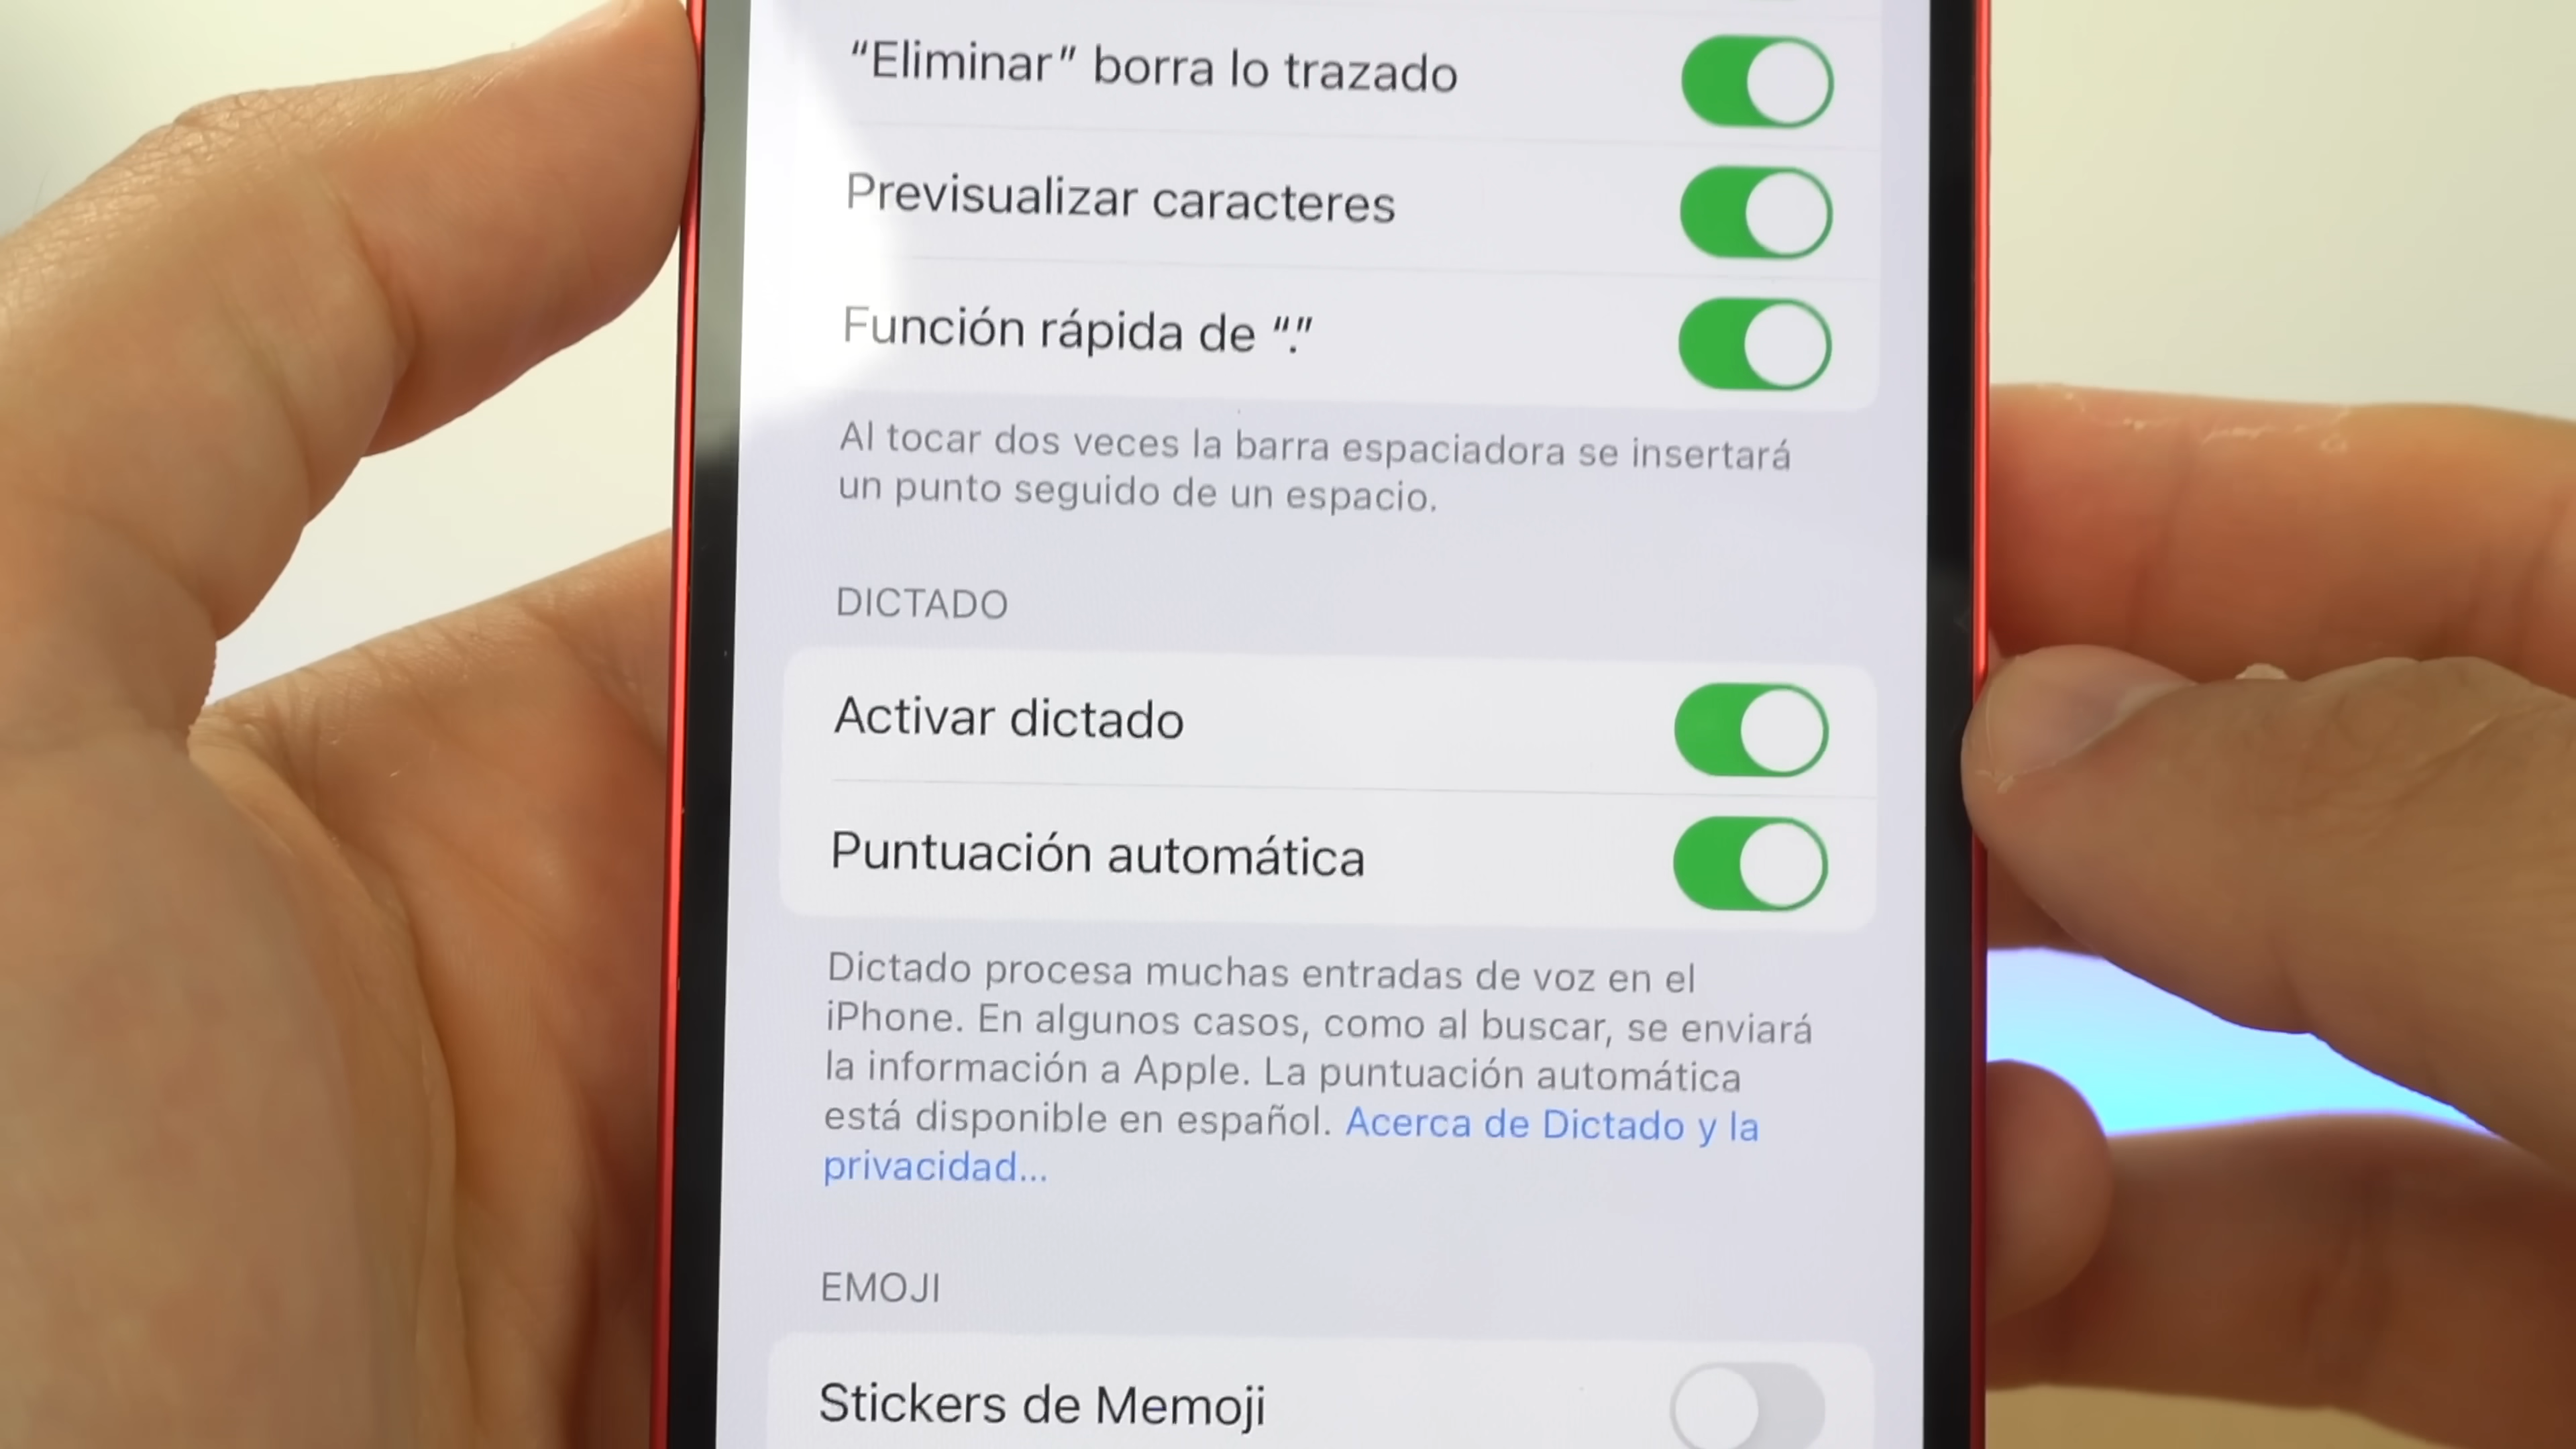 “Eliminar” borra lo trazado
Previsualizar caracteres
Función rápida de “.”
Al tocar dos veces la barra espaciadora se insertará
un punto seguido de un espacio.
DICTADO
Activar dictado
Puntuación automática
Dictado procesa muchas entradas de voz en el
iPhone. En algunos casos, como al buscar, se enviará
la información a Apple. La puntuación automática
está disponible en español. Acerca de Dictado y la
privacidad...
EMOJI
Stickers de Memoji